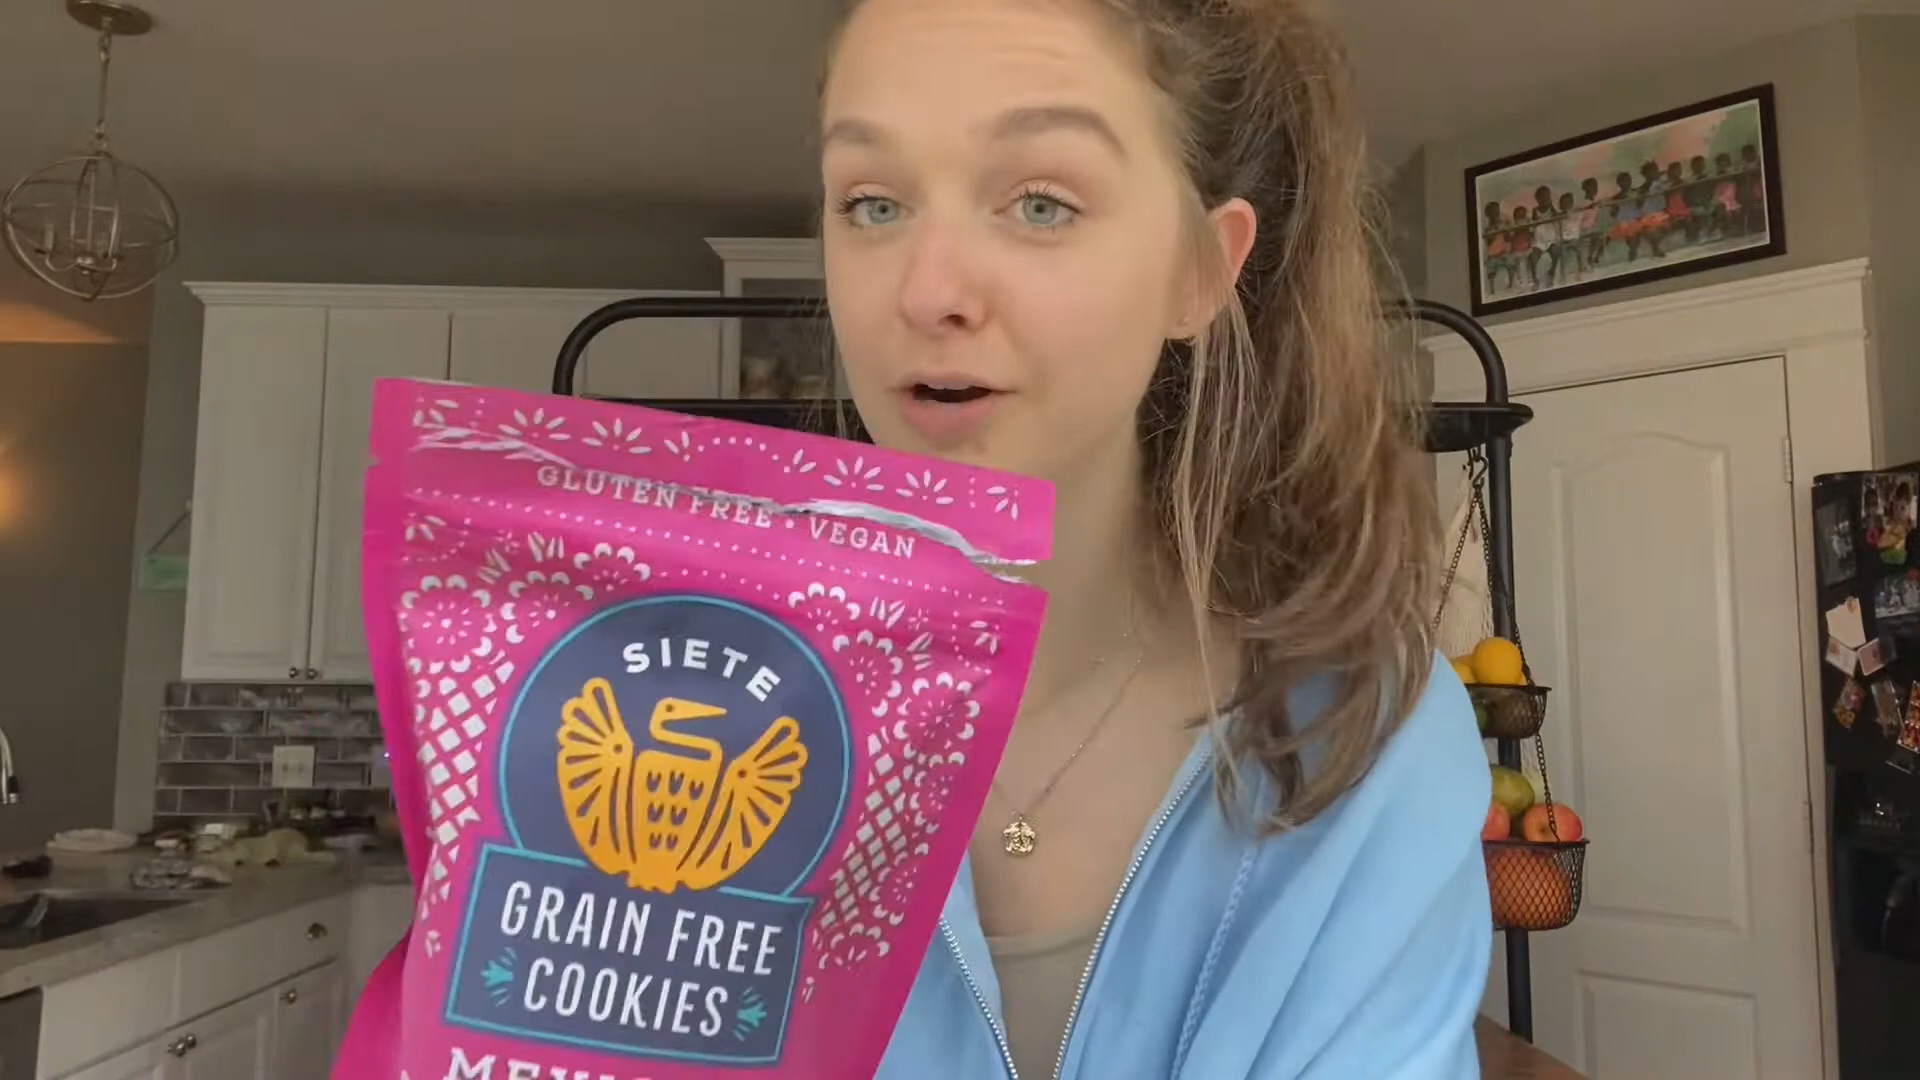 GLUTEN FREE • VEGAN
SIETE
GRAIN FREE
COOKIES